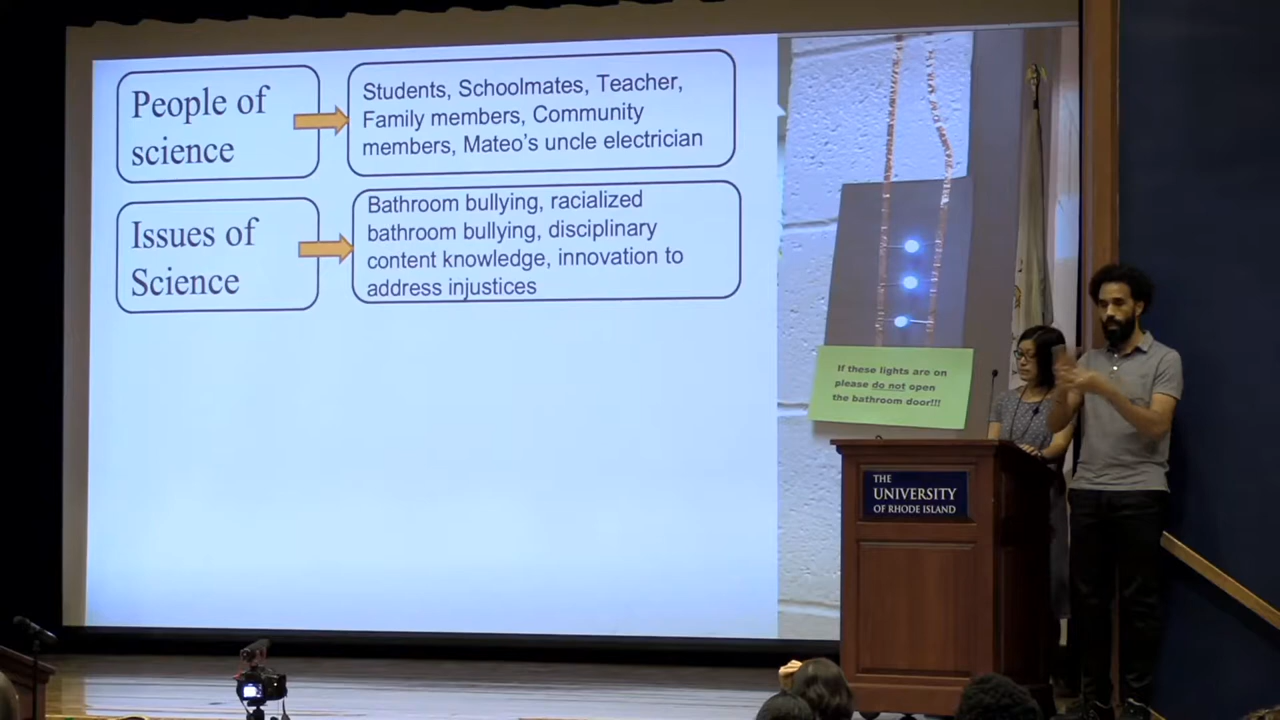 People of
science
Students, Schoolmates, Teacher,
Family members, Community
members, Mateo's uncle electrician
Issues of
Science
Bathroom bullying, racialized
bathroom bullying, disciplinary
content knowledge, innovation to
address injustices
If these lights are on
please do not open
the bathroom door!!!
THE
UNIVERSITY
OF RHODE ISLAND